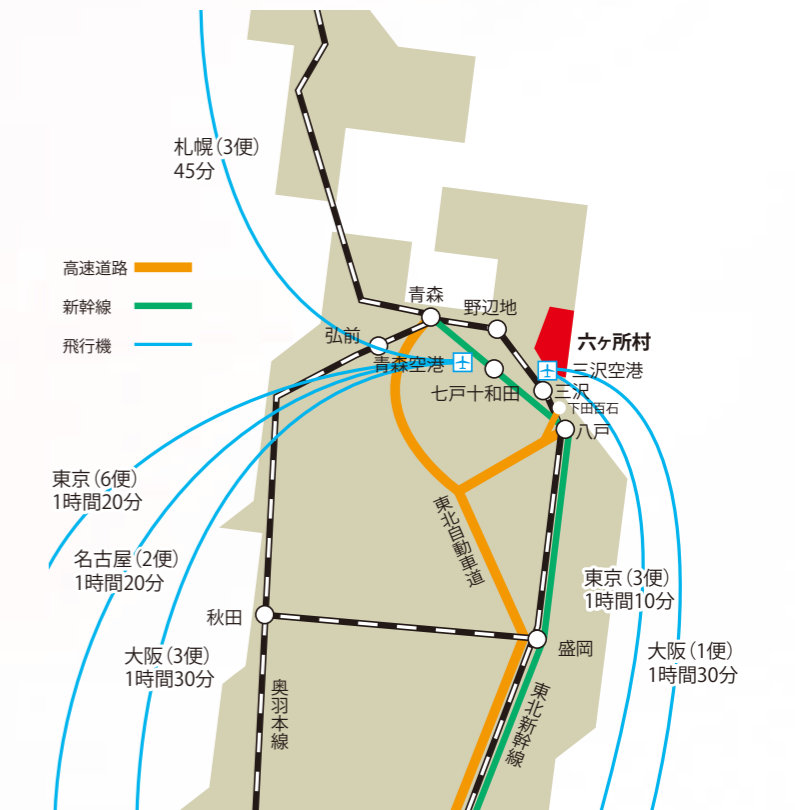 札幌（3便）
45分
高速道路
新幹線
飛行機
青森
野辺地
弘前
青森空港
六ヶ所村
三沢空港
七戸十和田
三沢
下田百石
八戸
東京（6便）
1時間20分
東北自動車道
名古屋（2便）
1時間20分
東京（3便）
1時間10分
秋田
盛岡
大阪（3便）
1時間30分
大阪（1便）
1時間30分
奥羽本線
東北新幹線